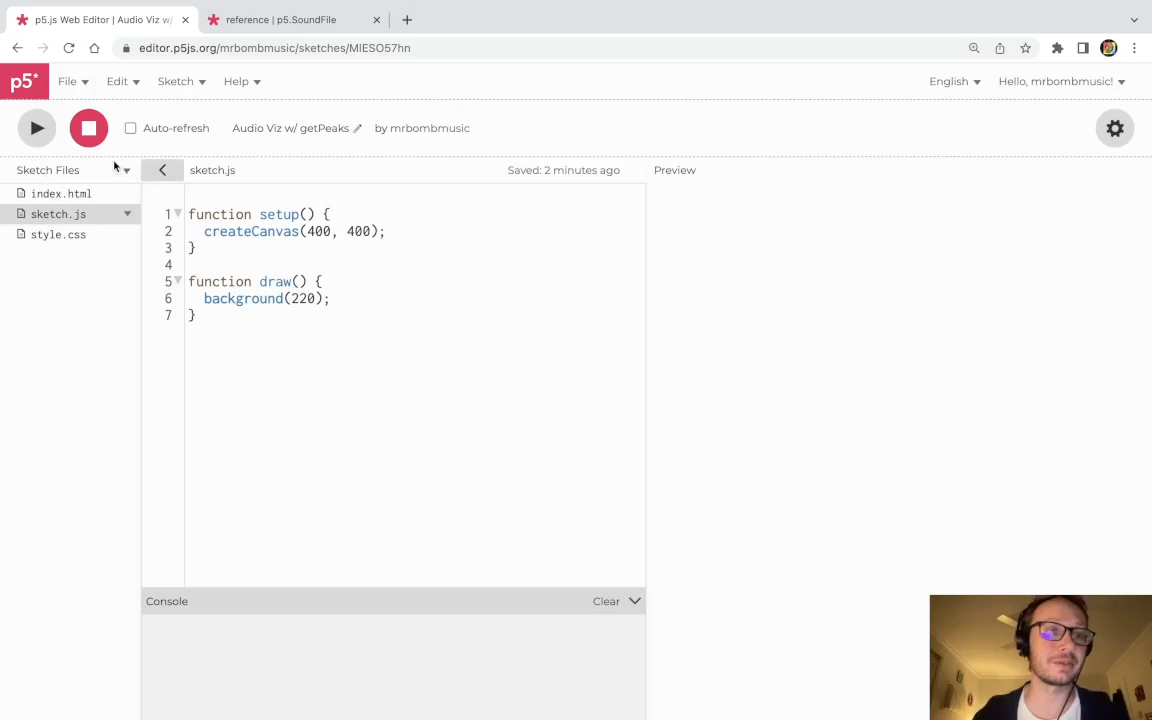 p5.js Web Editor | Audio Viz w/
reference | p5.SoundFile
editor.p5js.org/mrbombmusic/sketches/MIESO57hn
p5* File Edit Sketch Help English Hello, mrbombmusic!
Auto-refresh Audio Viz w/ getPeaks by mrbombmusic
Sketch Files sketch.js Saved: 2 minutes ago Preview
index.html
sketch.js
style.css
1 function setup() {
2 createCanvas(400, 400);
3 }
4
5 function draw() {
6 background(220);
7 }
Console Clear